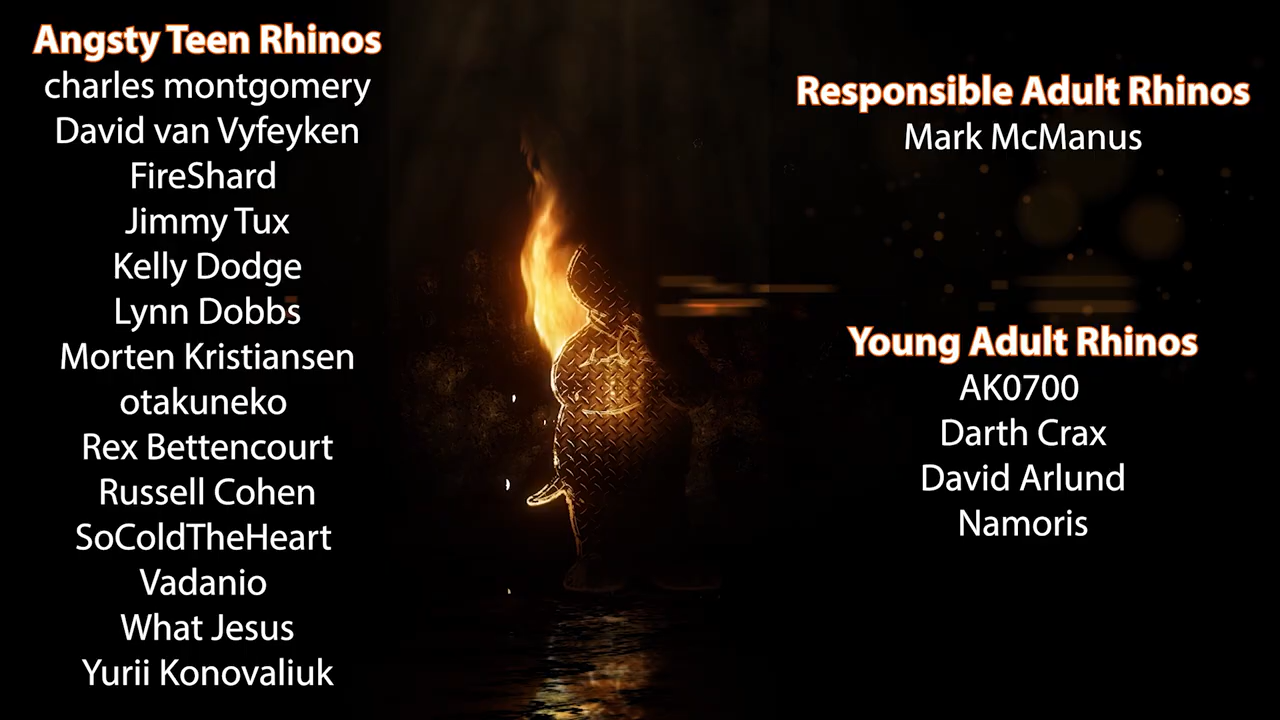 Angsty Teen Rhinos
charles montgomery
David van Vyfeyken
FireShard
Jimmy Tux
Kelly Dodge
Lynn Dobbs
Morten Kristiansen
otakuneko
Rex Bettencourt
Russell Cohen
SoColdTheHeart
Vadanio
What Jesus
Yurii Konovaliuk
Responsible Adult Rhinos
Mark McManus
Young Adult Rhinos
AK0700
Darth Crax
David Arlund
Namoris